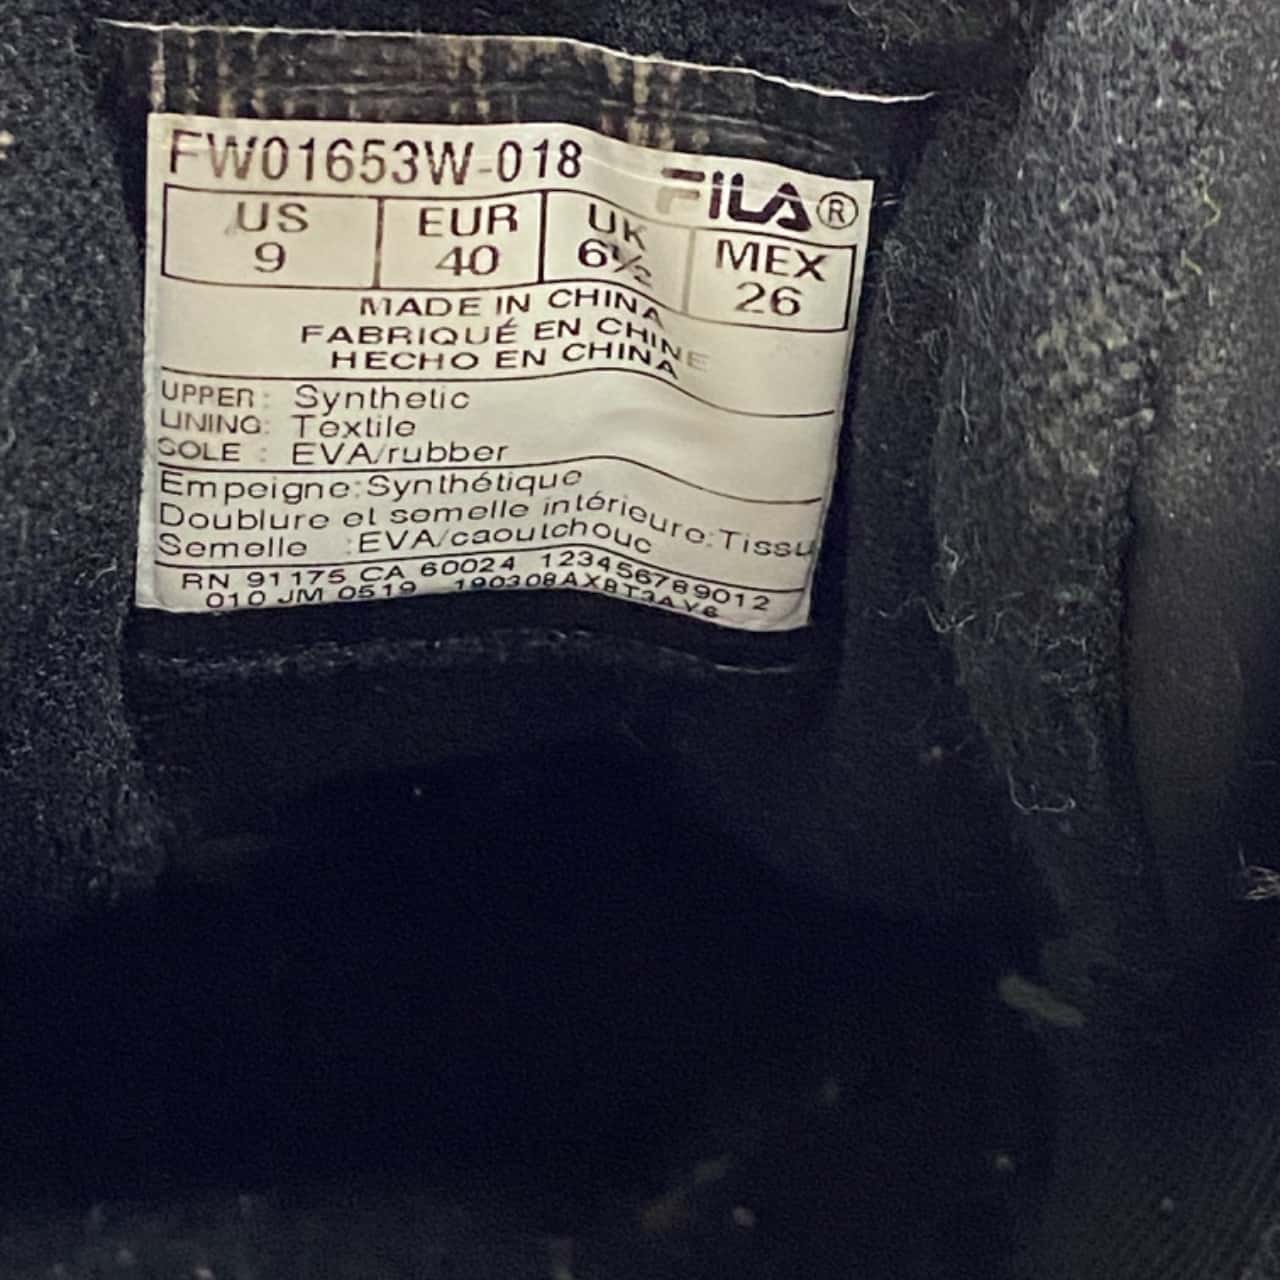 FW01653W-018
FILA®
US EUR UK MEX
9 40 6½ 26
MADE IN CHINA
FABRIQUÉ EN CHINE
HECHO EN CHINA
UPPER: Synthetic
LINING: Textile
SOLE : EVA/rubber
Empeigne:Synthétique
Doublure et semelle intérieure:Tissu
Semelle :EVA/caoutchouc
RN 91175 CA 60024 123456789012
010 JM 0519 190308AXBT3AY6